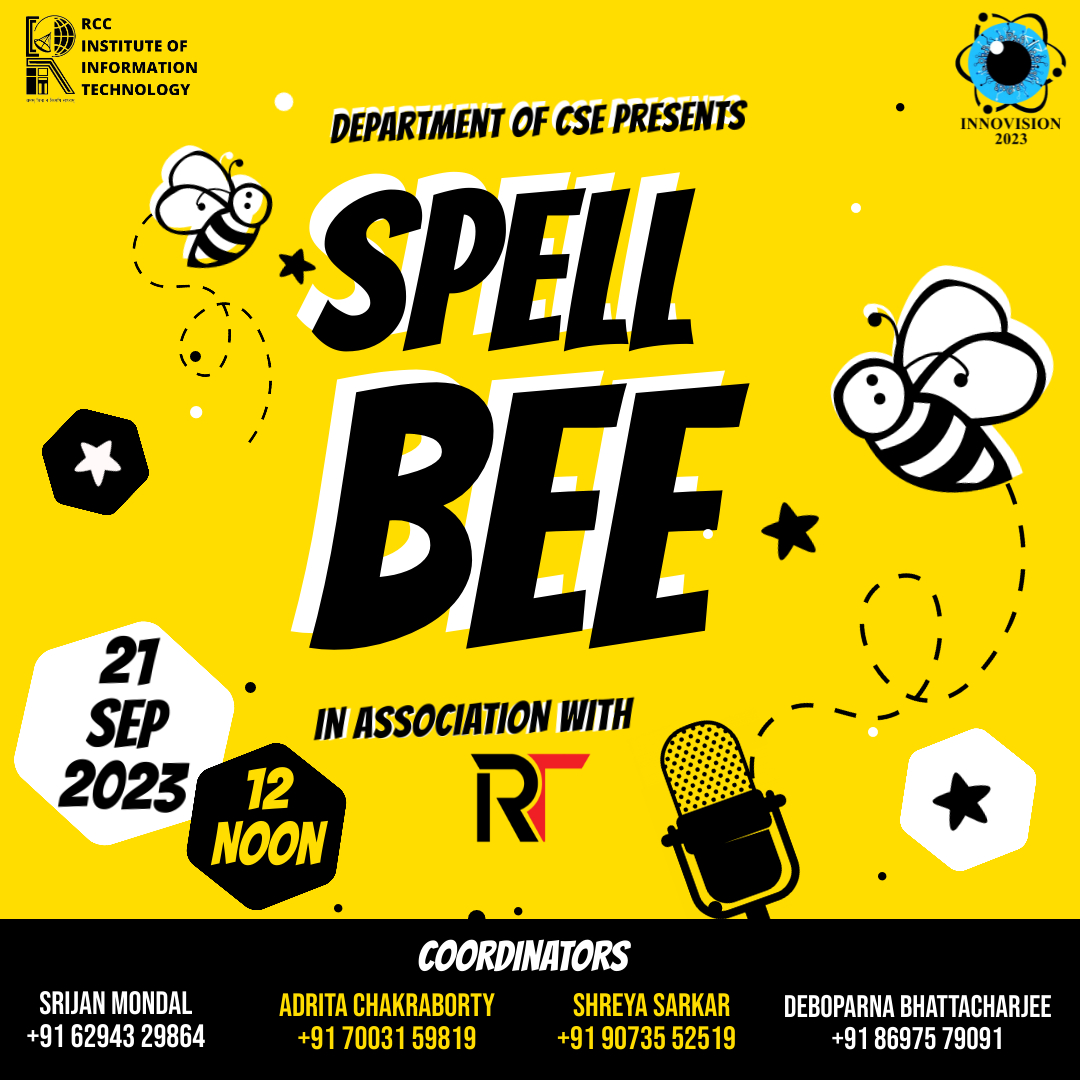 RCC
INSTITUTE OF
INFORMATION
TECHNOLOGY
INNOVISION
2023
DEPARTMENT OF CSE PRESENTS
SPELL
BEE
21
SEP
2023
12
NOON
IN ASSOCIATION WITH
RT
COORDINATORS
SRIJAN MONDAL
+91 62943 29864
ADRITA CHAKRABORTY
+91 70031 59819
SHREYA SARKAR
+91 90735 52519
DEBOPARNA BHATTACHARJEE
+91 86975 79091